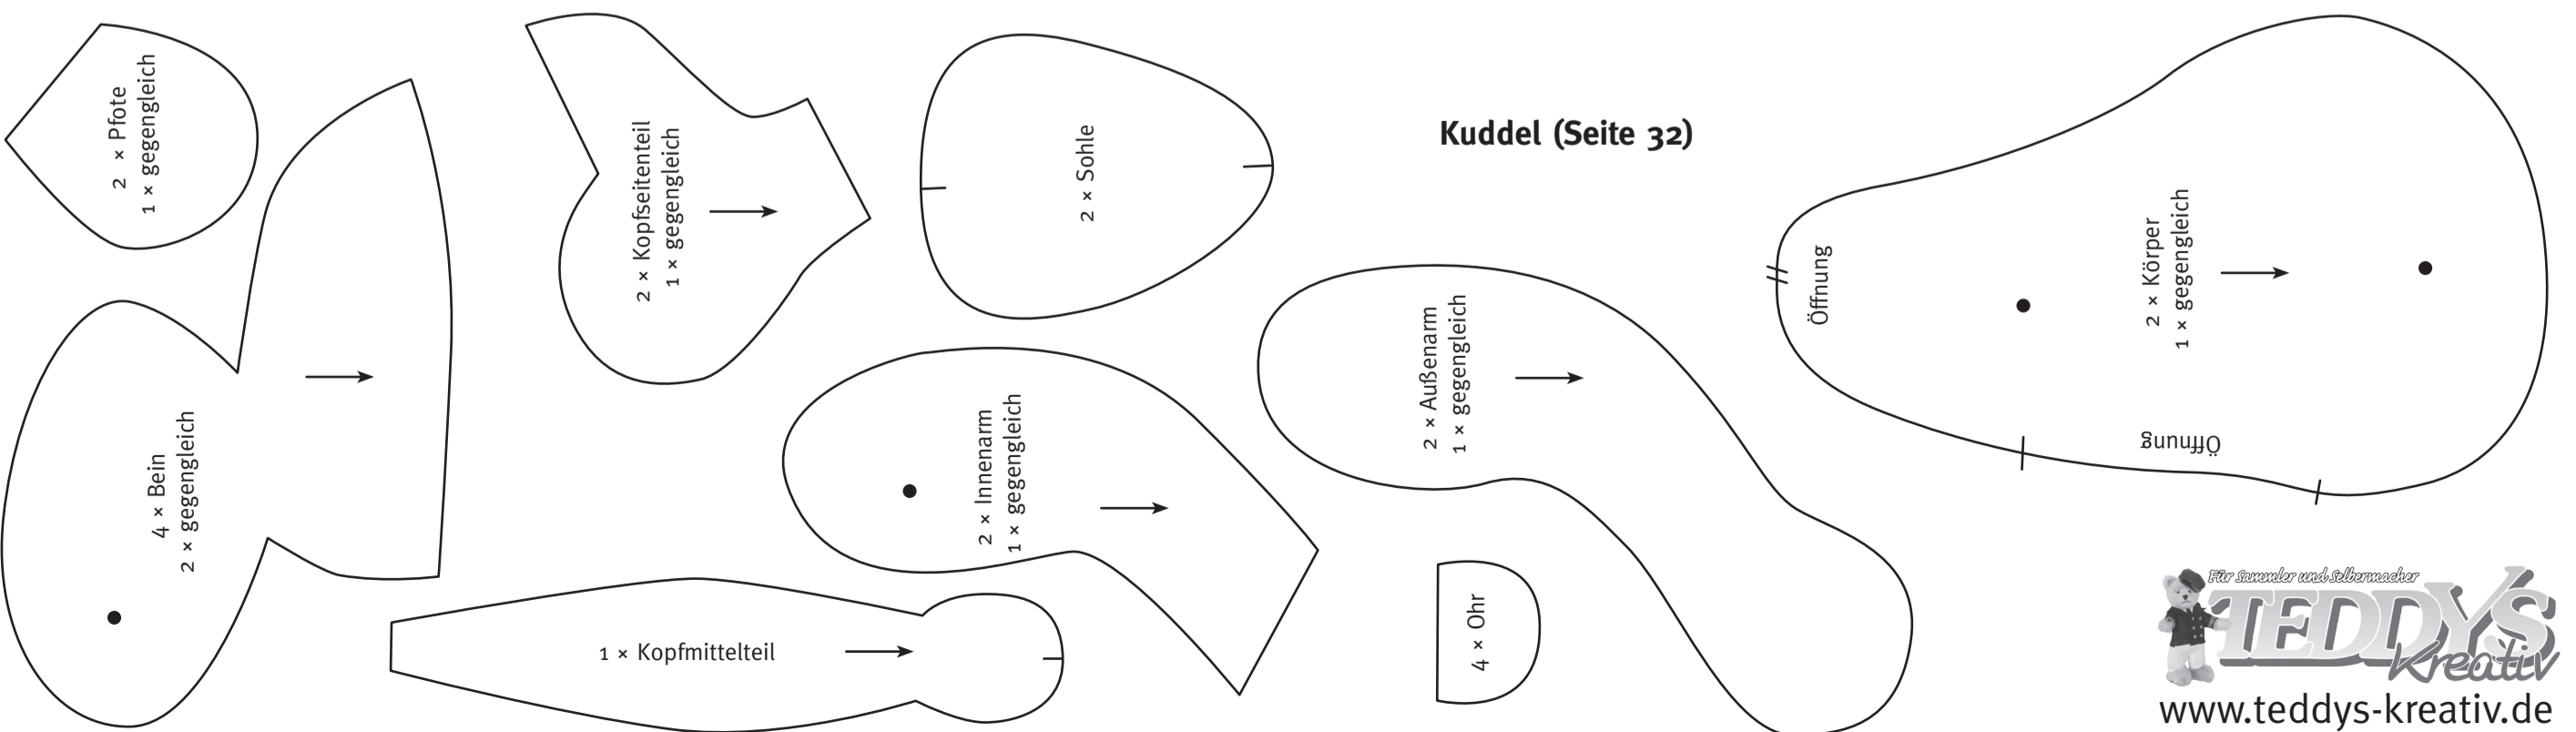 2 × Pfote
1 × gegengleich
4 × Bein
2 × gegengleich
2 × Kopfseitenteil
1 × gegengleich
2 × Sohle
Kuddel (Seite 32)
2 × Innenarm
1 × gegengleich
1 × Kopfmittelteil
2 × Außenarm
1 × gegengleich
4 × Ohr
Öffnung
2 × Körper
1 × gegengleich
Öffnung
Für Sammler und Selbermacher
TEDDYS
Kreativ
www.teddys-kreativ.de